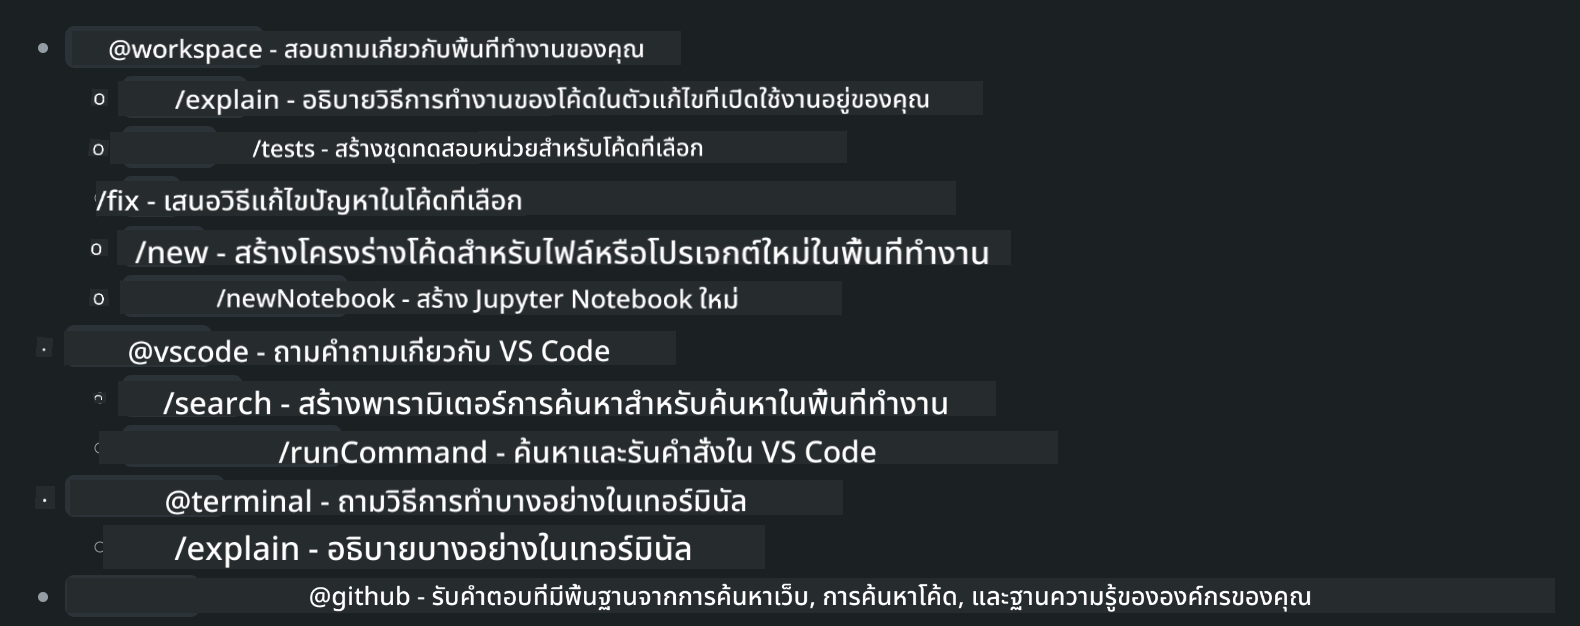 @workspace - สอบถามเกี่ยวกับพื้นที่ทำงานของคุณ
/explain - อธิบายวิธีการทำงานของโค้ดในตัวแก้ไขที่เปิดใช้งานอยู่ของคุณ
/tests - สร้างชุดทดสอบหน่วยสำหรับโค้ดที่เลือก
/fix - เสนอวิธีแก้ไขปัญหาในโค้ดที่เลือก
/new - สร้างโครงร่างโค้ดสำหรับไฟล์หรือโปรเจกต์ใหม่ในพื้นที่ทำงาน
/newNotebook - สร้าง Jupyter Notebook ใหม่
@vscode - ถามคำถามเกี่ยวกับ VS Code
/search - สร้างพารามิเตอร์การค้นหาสำหรับค้นหาในพื้นที่ทำงาน
/runCommand - ค้นหาและรันคำสั่งใน VS Code
@terminal - ถามวิธีการทำบางอย่างในเทอร์มินัล
/explain - อธิบายบางอย่างในเทอร์มินัล
@github - รับคำตอบที่มีพื้นฐานจากการค้นหาเว็บ, การค้นหาโค้ด, และฐานความรู้ขององค์กรของคุณ